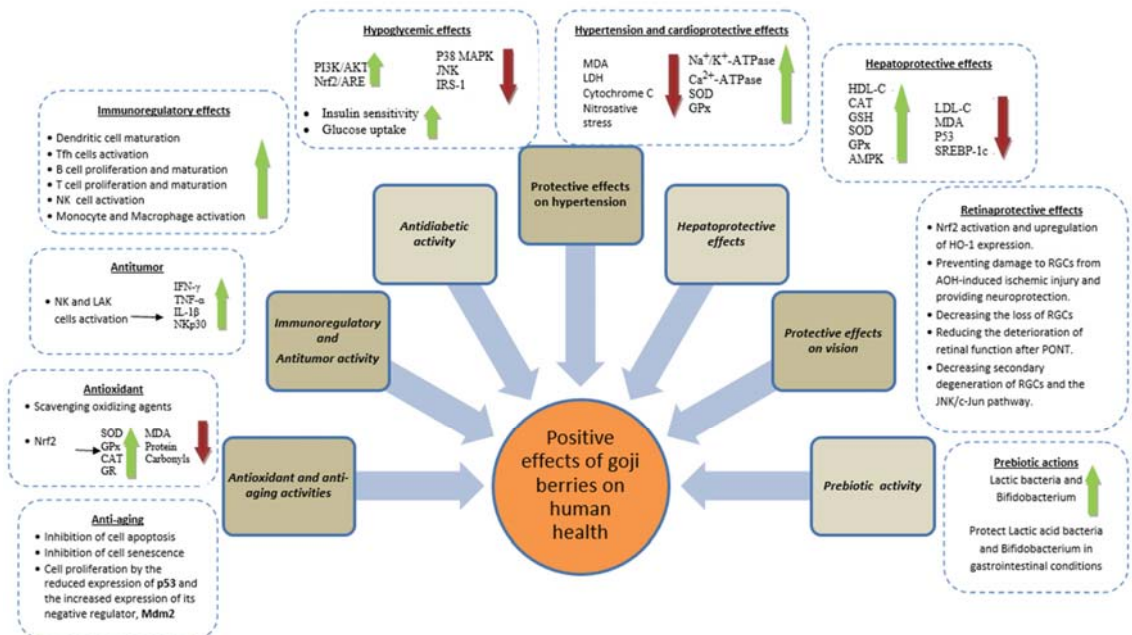 Hypoglycemic effects
PI3K/AKT
Nrf2/ARE
P38 MAPK
JNK
IRS-1
• Insulin sensitivity
• Glucose uptake
Hypertension and cardioprotective effects
MDA
LDH
Cytochrome C
Nitrosative
stress
Na+/K+-ATPase
Ca2+-ATPase
SOD
GPx
Hepatoprotective effects
HDL-C
CAT
GSH
SOD
GPx
AMPK
LDL-C
MDA
P53
SREBP-1c
Immunoregulatory effects
• Dendritic cell maturation
• Tfh cells activation
• B cell proliferation and maturation
• T cell proliferation and maturation
• NK cell activation
• Monocyte and Macrophage activation
Antitumor
• NK and LAK
cells activation
IFN-γ
TNF-α
IL-1β
NKp30
Antioxidant
• Scavenging oxidizing agents
• Nrf2
SOD
GPx
CAT
GR
MDA
Protein
Carbonyls
Anti-aging
• Inhibition of cell apoptosis
• Inhibition of cell senescence
• Cell proliferation by the
reduced expression of p53 and
the increased expression of its
negative regulator, Mdm2
Retinaprotective effects
• Nrf2 activation and upregulation
of HO-1 expression.
• Preventing damage to RGCs from
AOH-induced ischemic injury and
providing neuroprotection.
• Decreasing the loss of RGCs
• Reducing the deterioration of
retinal function after PONT.
• Decreasing secondary
degeneration of RGCs and the
JNK/c-Jun pathway.
Prebiotic actions
Lactic bacteria and
Bifidobacterium
Protect Lactic acid bacteria
and Bifidobacterium in
gastrointestinal conditions
Antioxidant and anti-
aging activities
Immunoregulatory
and
Antitumor activity
Antidiabetic
activity
Protective effects
on hypertension
Hepatoprotective
effects
Protective effects
on vision
Prebiotic activity
Positive
effects of goji
berries on
human
health